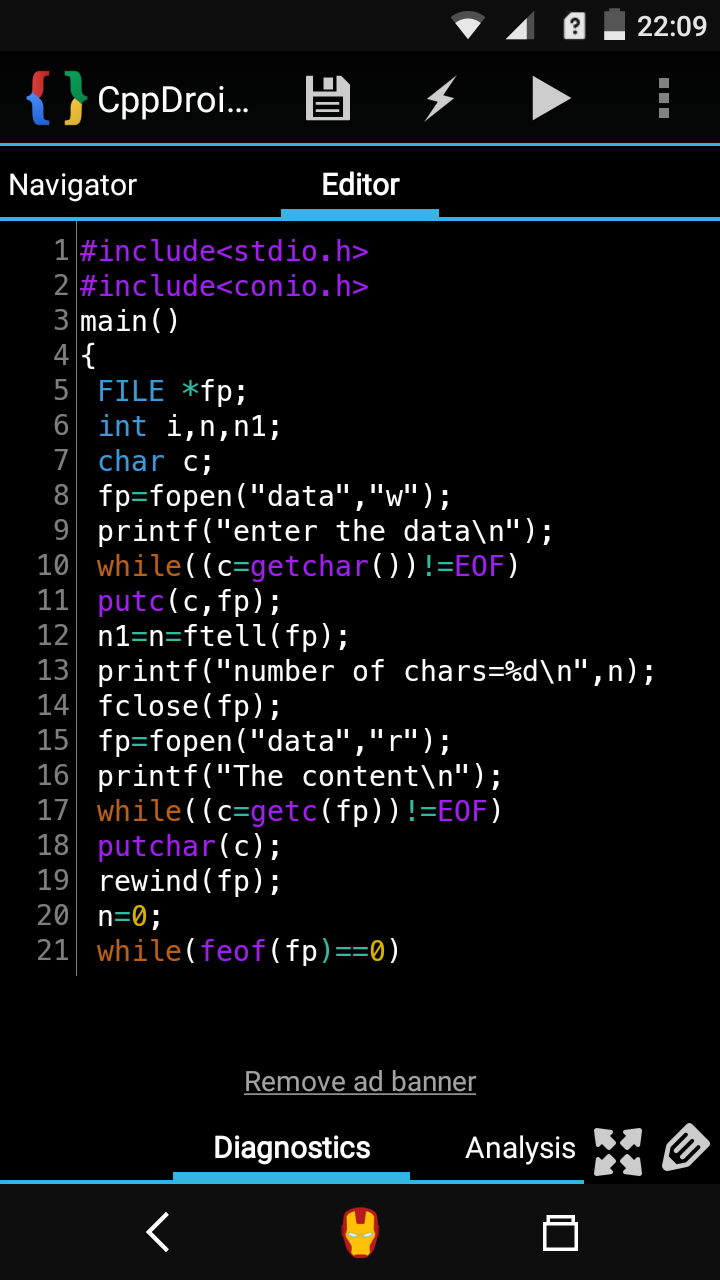 22:09
CppDroi...
Navigator Editor
1 #include<stdio.h>
2 #include<conio.h>
3 main()
4 {
5 FILE *fp;
6 int i,n,n1;
7 char c;
8 fp=fopen("data","w");
9 printf("enter the data\n");
10 while((c=getchar())!=EOF)
11 putc(c,fp);
12 n1=n=ftell(fp);
13 printf("number of chars=%d\n",n);
14 fclose(fp);
15 fp=fopen("data","r");
16 printf("The content\n");
17 while((c=getc(fp))!=EOF)
18 putchar(c);
19 rewind(fp);
20 n=0;
21 while(feof(fp)==0)
Remove ad banner
Diagnostics Analysis